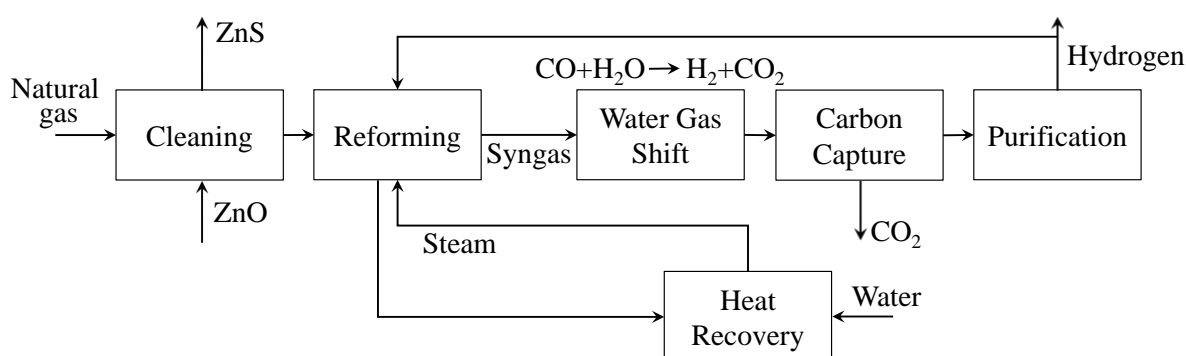 ZnS
Hydrogen
CO+H₂O→H₂+CO₂
Natural
gas
Cleaning
Reforming
Syngas
Water Gas
Shift
Carbon
Capture
Purification
ZnO
Steam
CO₂
Water
Heat
Recovery